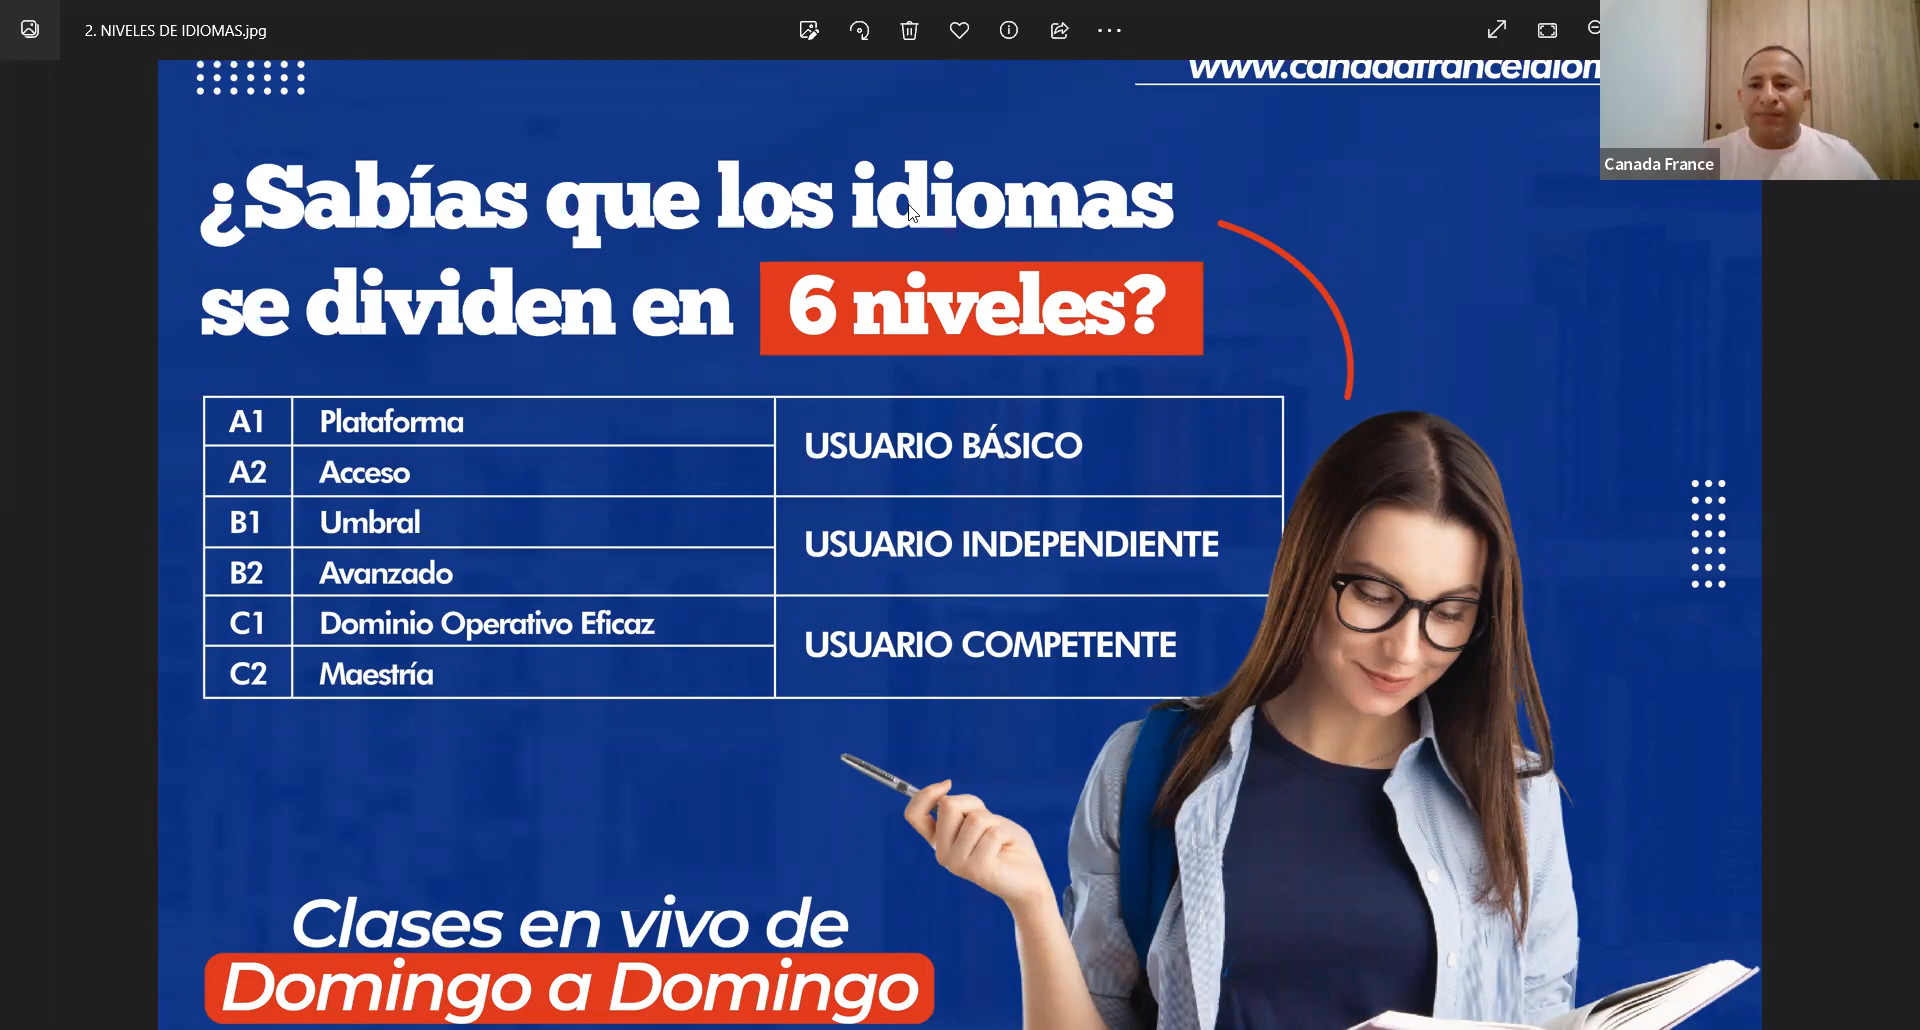 2. NIVELES DE IDIOMAS.jpg
Canada France
¿Sabías que los idiomas
se dividen en 6 niveles?
A1 Plataforma
USUARIO BÁSICO
A2 Acceso
B1 Umbral
USUARIO INDEPENDIENTE
B2 Avanzado
C1 Dominio Operativo Eficaz
USUARIO COMPETENTE
C2 Maestría
Clases en vivo de
Domingo a Domingo